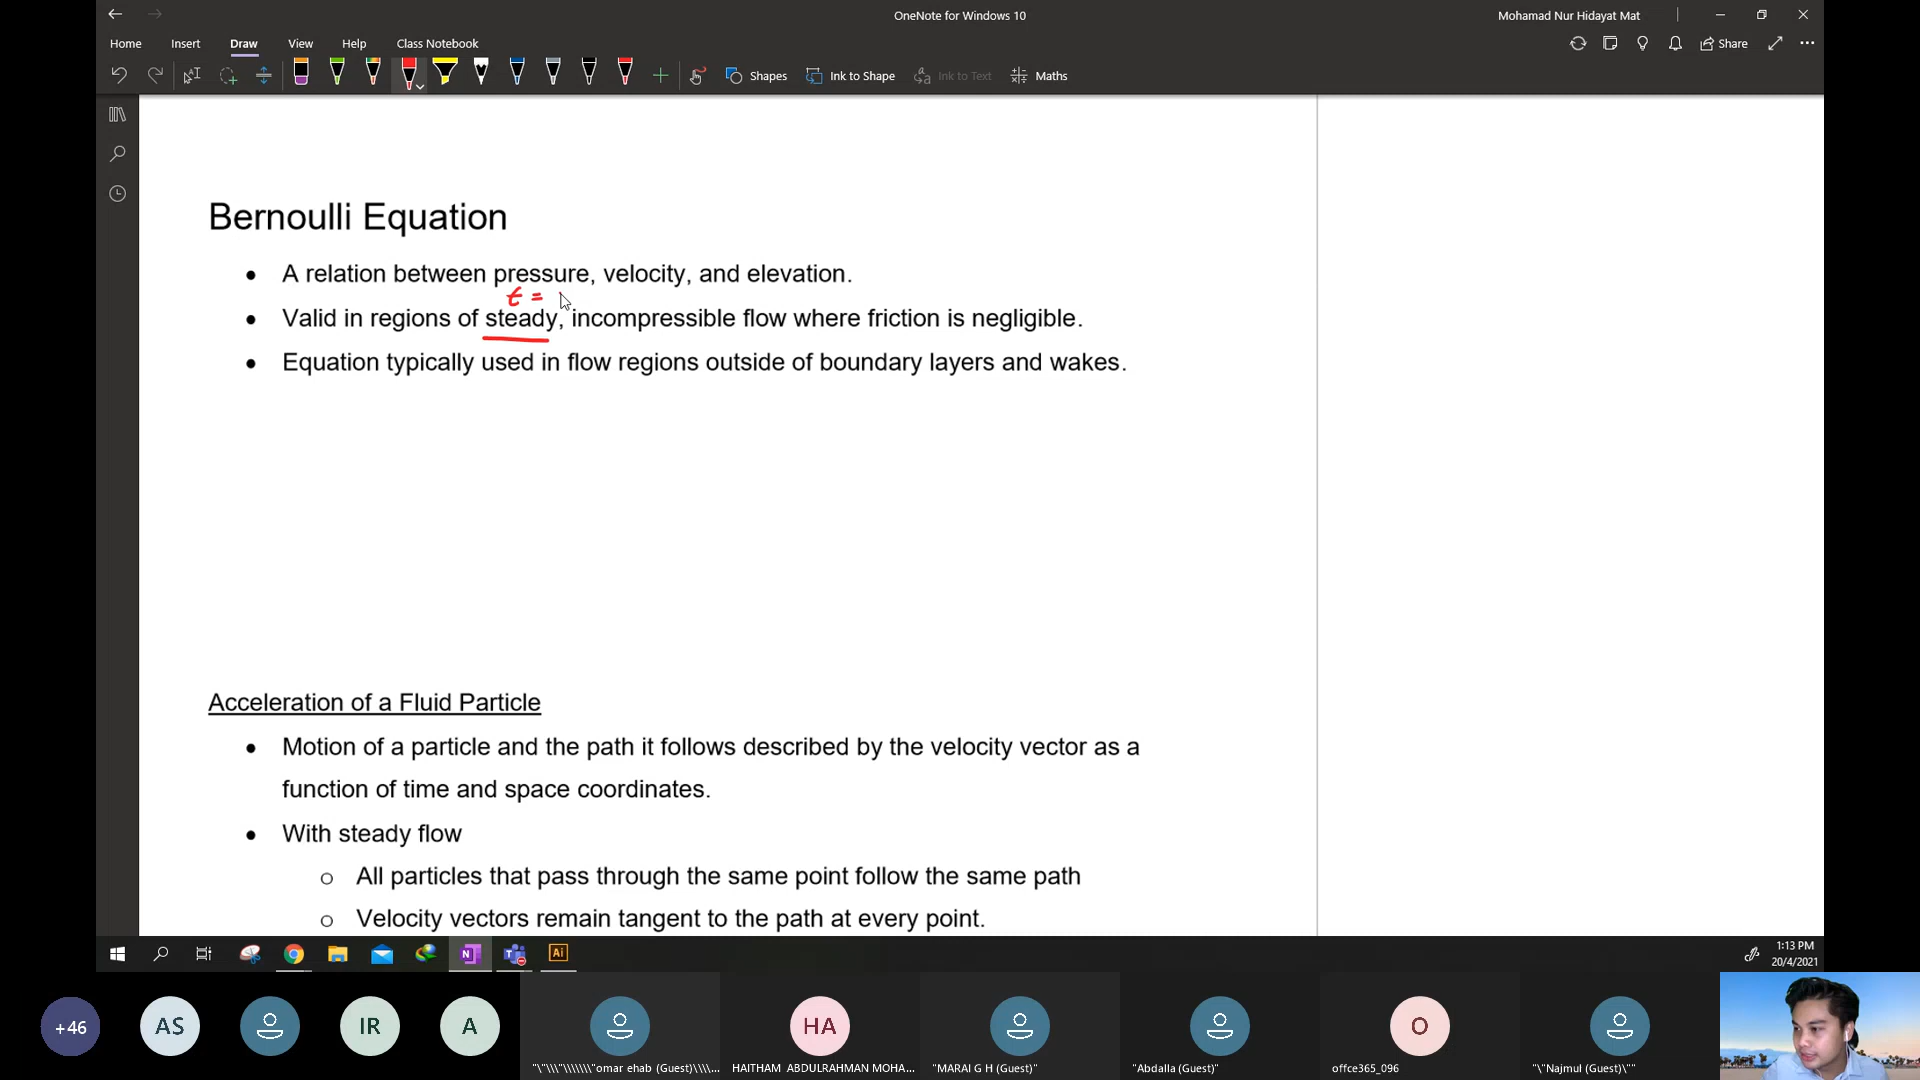 OneNote for Windows 10
Mohamad Nur Hidayat Mat
Home Insert Draw View Help Class Notebook
Share
Shapes Ink to Shape Ink to Text Maths
Bernoulli Equation
• A relation between pressure, velocity, and elevation.
t =
• Valid in regions of steady, incompressible flow where friction is negligible.
• Equation typically used in flow regions outside of boundary layers and wakes.
Acceleration of a Fluid Particle
• Motion of a particle and the path it follows described by the velocity vector as a
function of time and space coordinates.
• With steady flow
o All particles that pass through the same point follow the same path
o Velocity vectors remain tangent to the path at every point.
N
Ai
1:13 PM
20/4/2021
+46 AS IR A HA O
"\"\\\"\\\\\\\"omar ehab (Guest)\\\\... HAITHAM ABDULRAHMAN MOHA... "MARAI G H (Guest)" "Abdalla (Guest)" offce365_096 "\"Najmul (Guest)\""